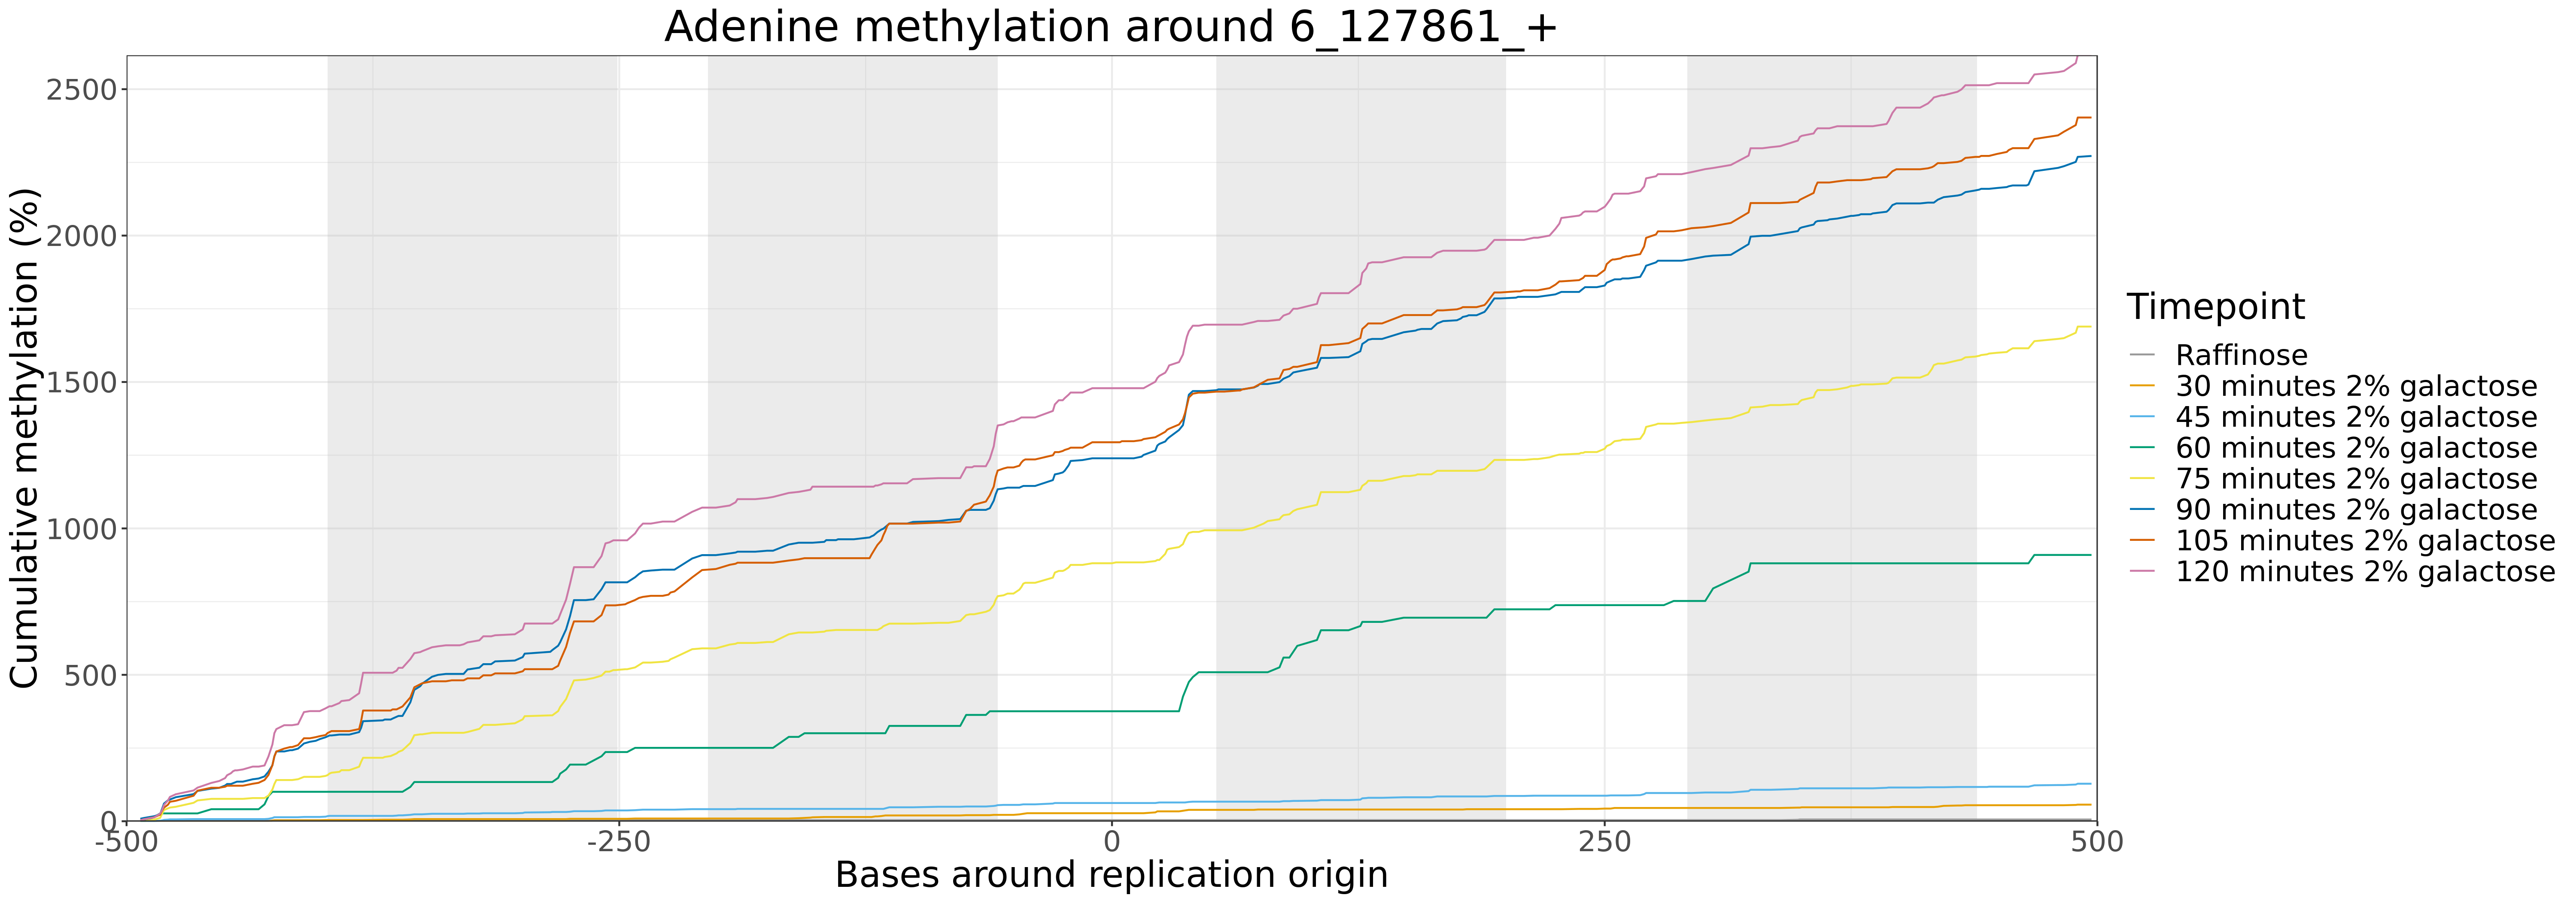 Adenine methylation around 6_127861_+
Cumulative methylation (%)
2500
2000
1500
1000
500
0
-500
-250
0
250
500
Bases around replication origin
Timepoint
Raffinose
30 minutes 2% galactose
45 minutes 2% galactose
60 minutes 2% galactose
75 minutes 2% galactose
90 minutes 2% galactose
105 minutes 2% galactose
120 minutes 2% galactose